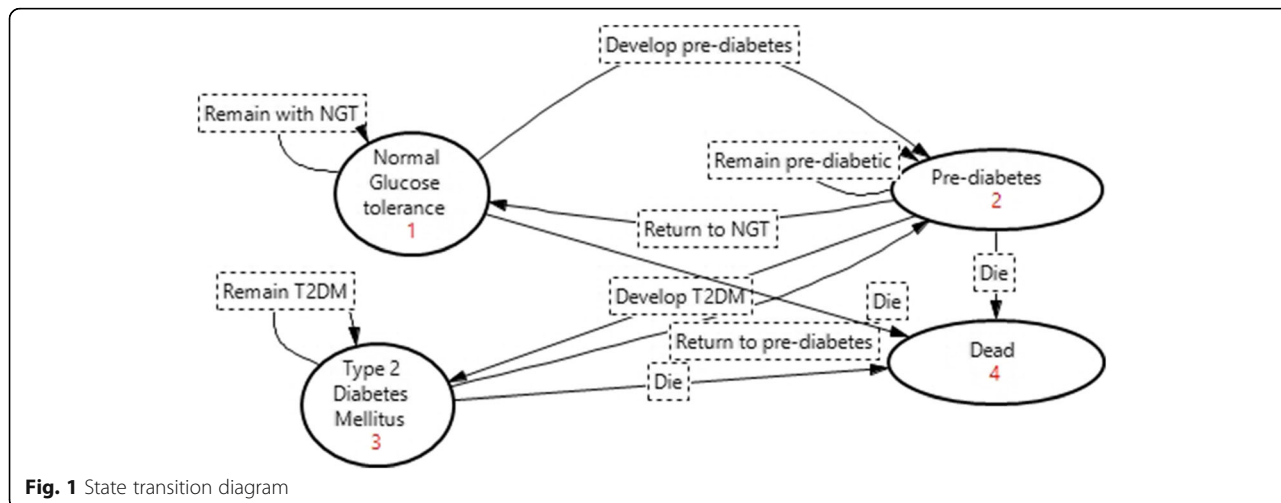 Develop pre-diabetes
Remain with NGT
Normal
Glucose
tolerance
1
Remain pre-diabetic
Pre-diabetes
2
Return to NGT
Die
Remain T2DM
Develop T2DM
Die
Return to pre-diabetes
Type 2
Diabetes
Mellitus
3
Die
Dead
4
Fig. 1 State transition diagram